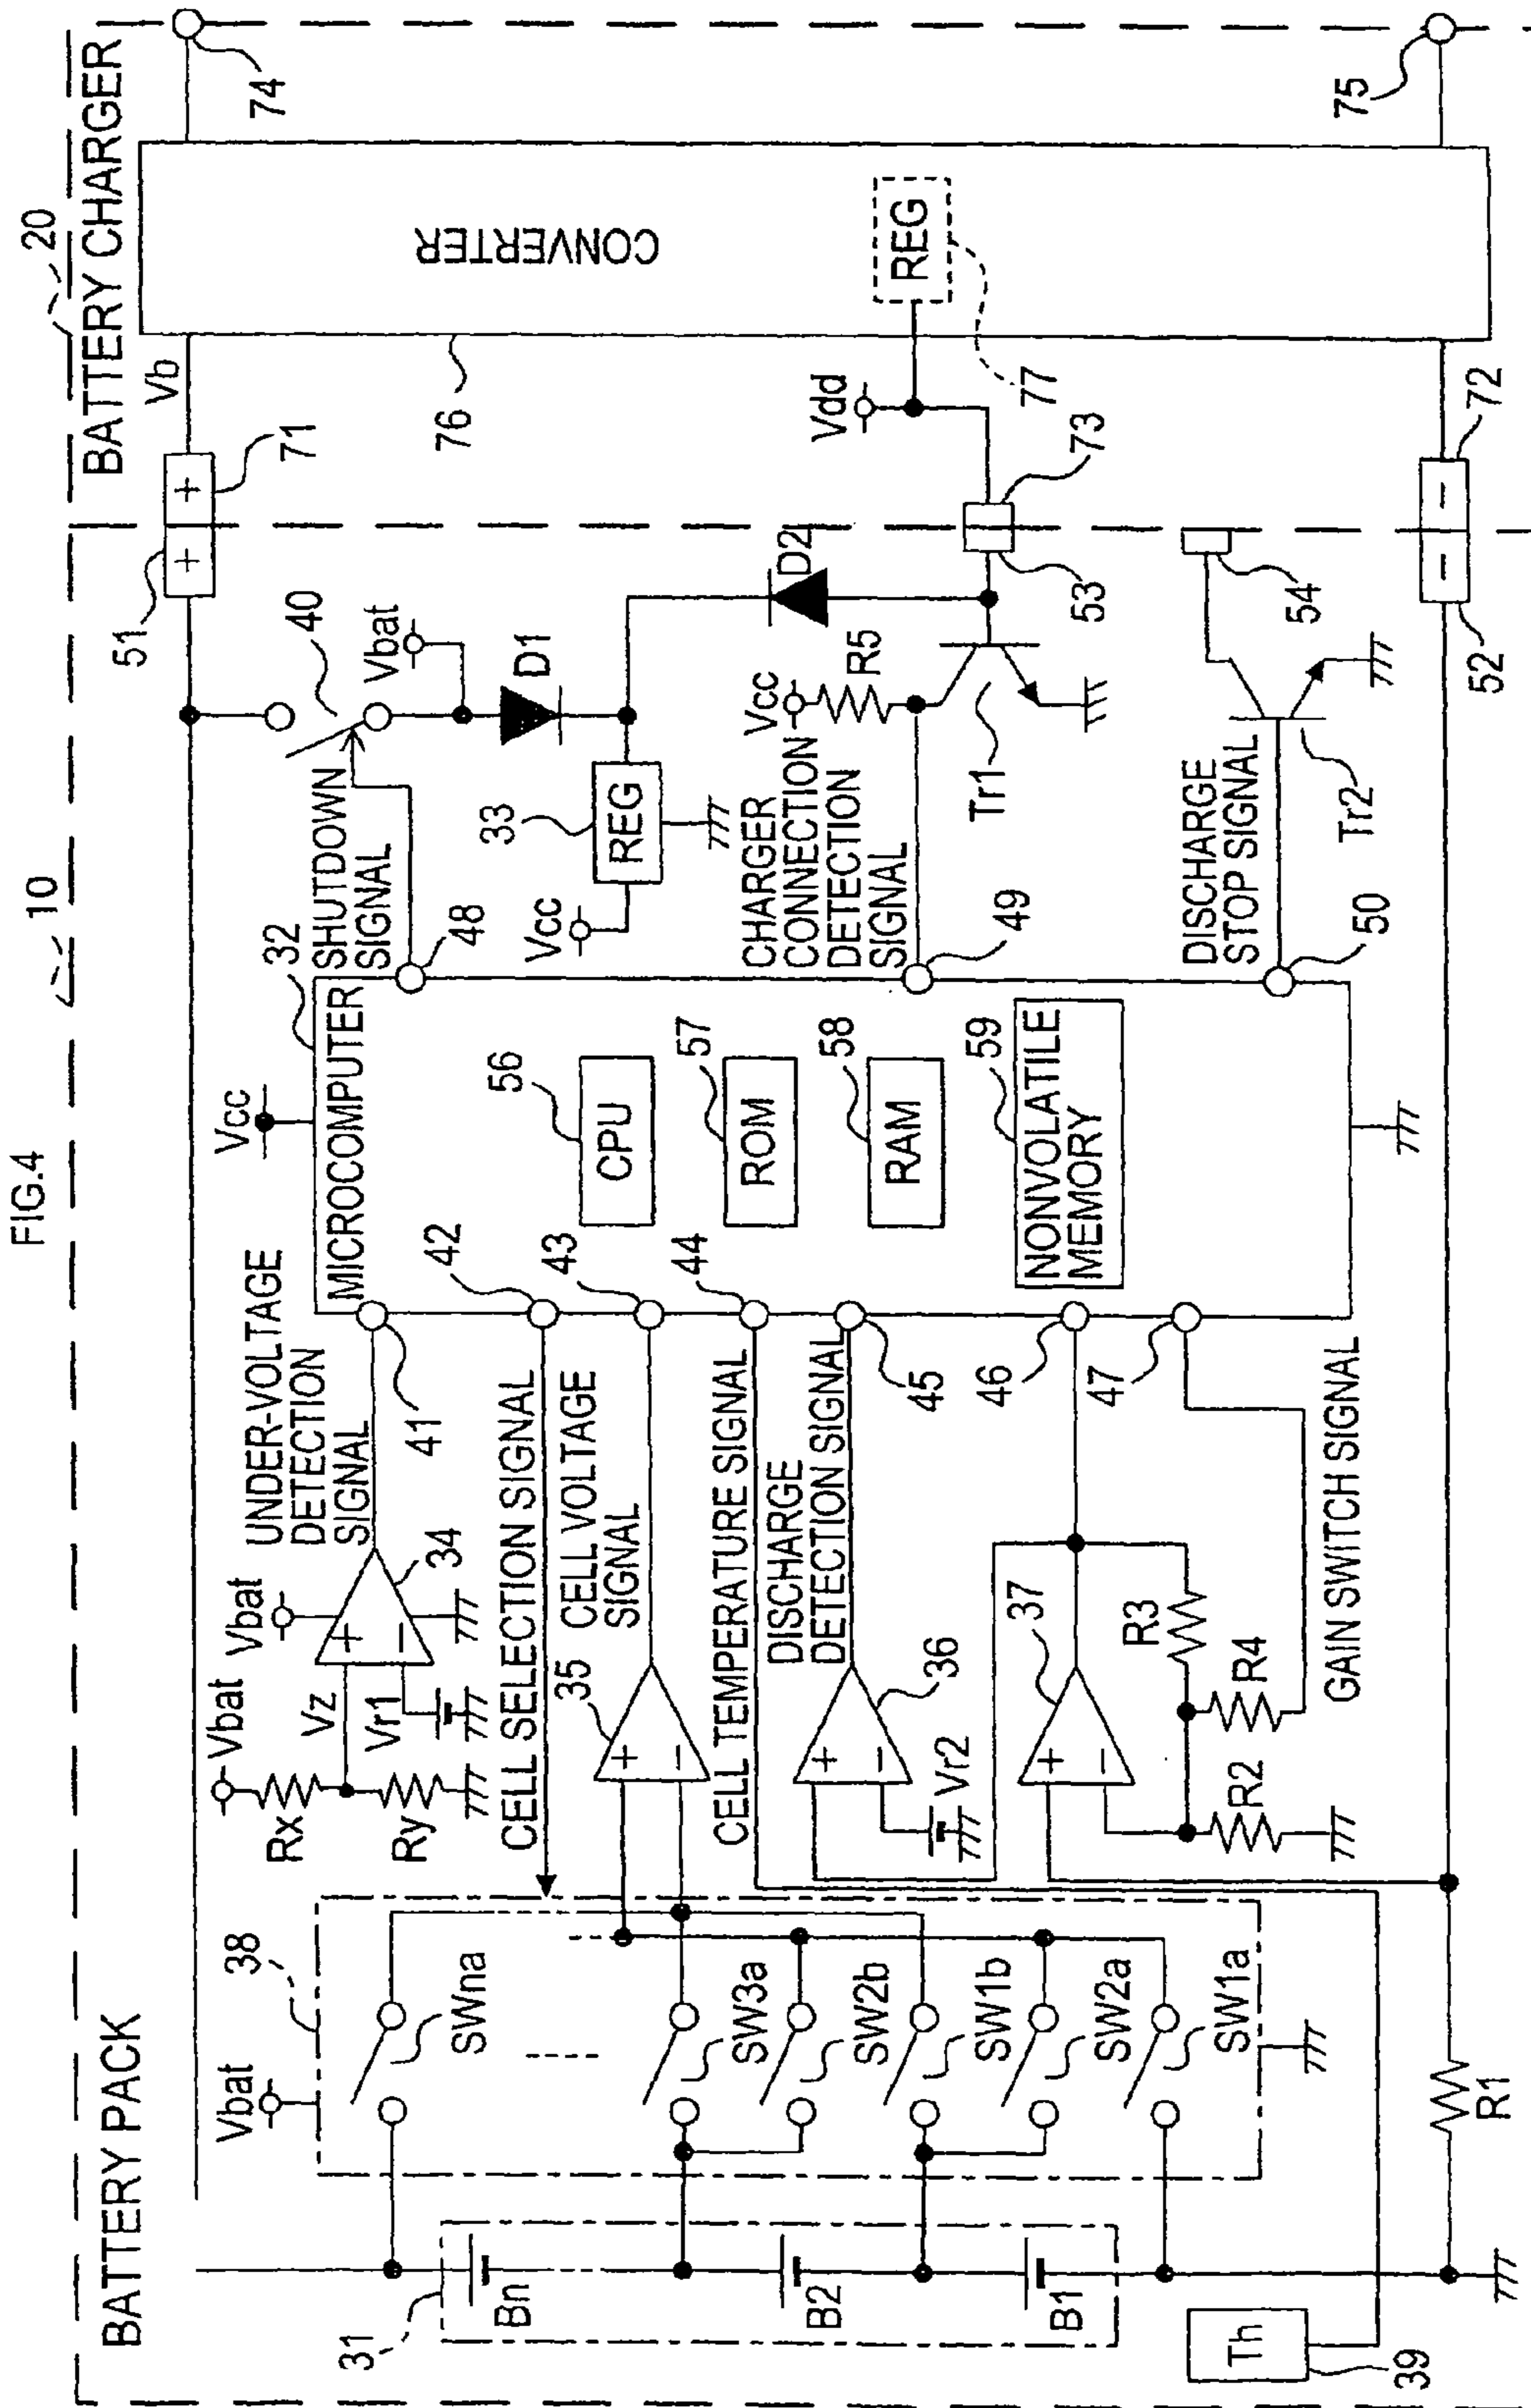 FIG.4
10
20
BATTERY PACK
BATTERY CHARGER
Vb
51
+
+
71
74
38
Vbat
SWna
SW3a
SW2b
SW1b
SW2a
SW1a
31
Bn
B2
B1
Th
39
R1
Vbat
Rx
Ry
Vz
Vr1
Vbat
+
−
34
UNDER-VOLTAGE
DETECTION
SIGNAL
41
CELL SELECTION SIGNAL
42
35
+
−
CELL VOLTAGE
SIGNAL
43
CELL TEMPERATURE SIGNAL
44
DISCHARGE
DETECTION SIGNAL
45
+
−
36
Vr2
37
+
−
46
47
R3
R2
R4
GAIN SWITCH SIGNAL
Vcc
32
MICROCOMPUTER
56
CPU
57
ROM
58
RAM
59
NONVOLATILE
MEMORY
SHUTDOWN
SIGNAL
48
40
Vbat
D1
33
REG
Vcc
D2
CHARGER
CONNECTION
DETECTION
SIGNAL
49
Vcc
R5
Tr1
53
73
Vdd
DISCHARGE
STOP SIGNAL
50
Tr2
54
52
−
−
72
76
CONVERTER
REG
77
75